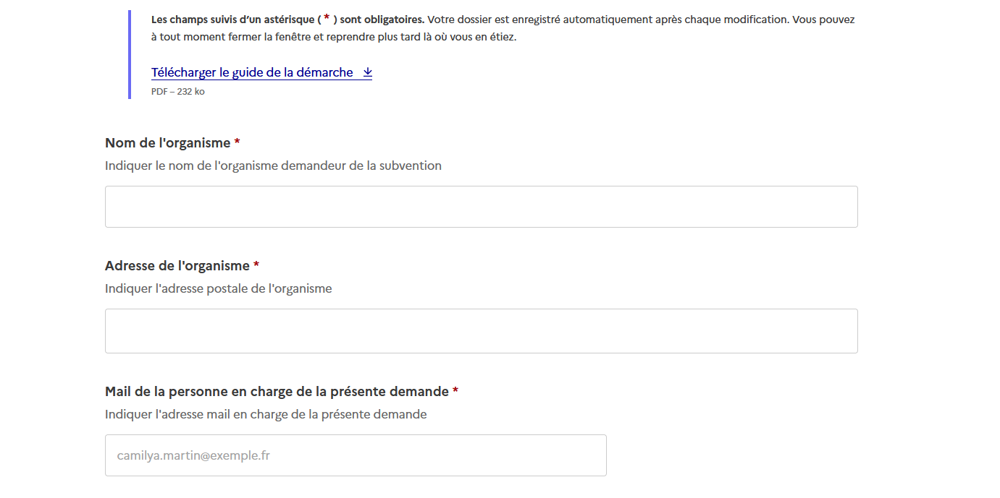 Les champs suivis d’un astérisque ( * ) sont obligatoires. Votre dossier est enregistré automatiquement après chaque modification. Vous pouvez
à tout moment fermer la fenêtre et reprendre plus tard là où vous en étiez.
Télécharger le guide de la démarche
PDF – 232 ko
Nom de l'organisme *
Indiquer le nom de l'organisme demandeur de la subvention
Adresse de l'organisme *
Indiquer l'adresse postale de l'organisme
Mail de la personne en charge de la présente demande *
Indiquer l'adresse mail en charge de la présente demande
camilya.martin@exemple.fr